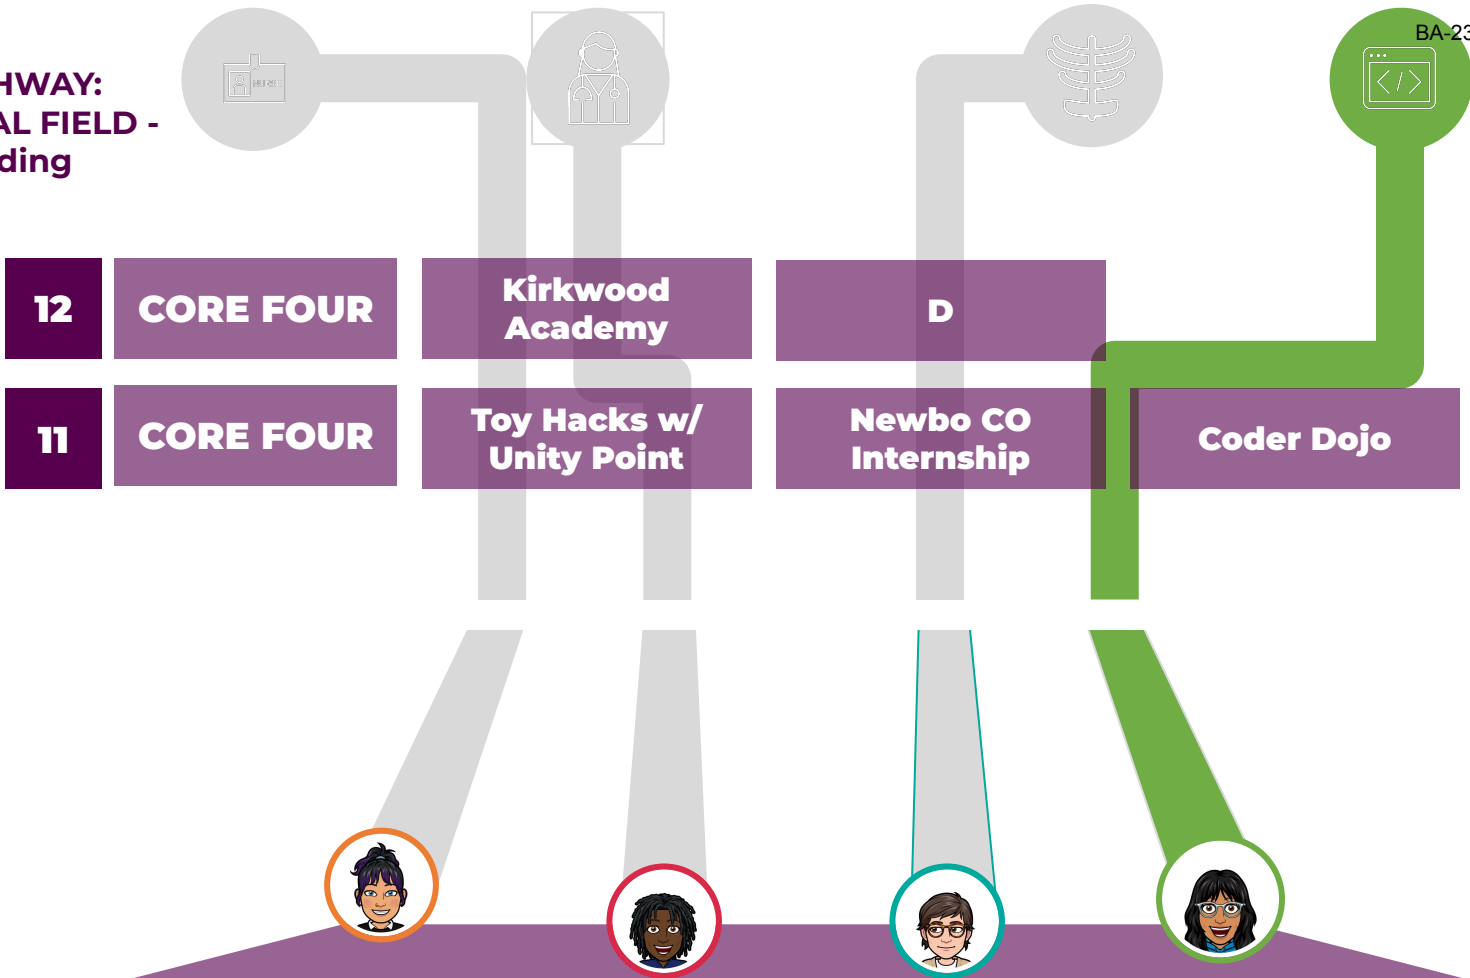 BA-23
HWAY:
AL FIELD -
ding
12
CORE FOUR
Kirkwood
Academy
D
11
CORE FOUR
Toy Hacks w/
Unity Point
Newbo CO
Internship
Coder Dojo